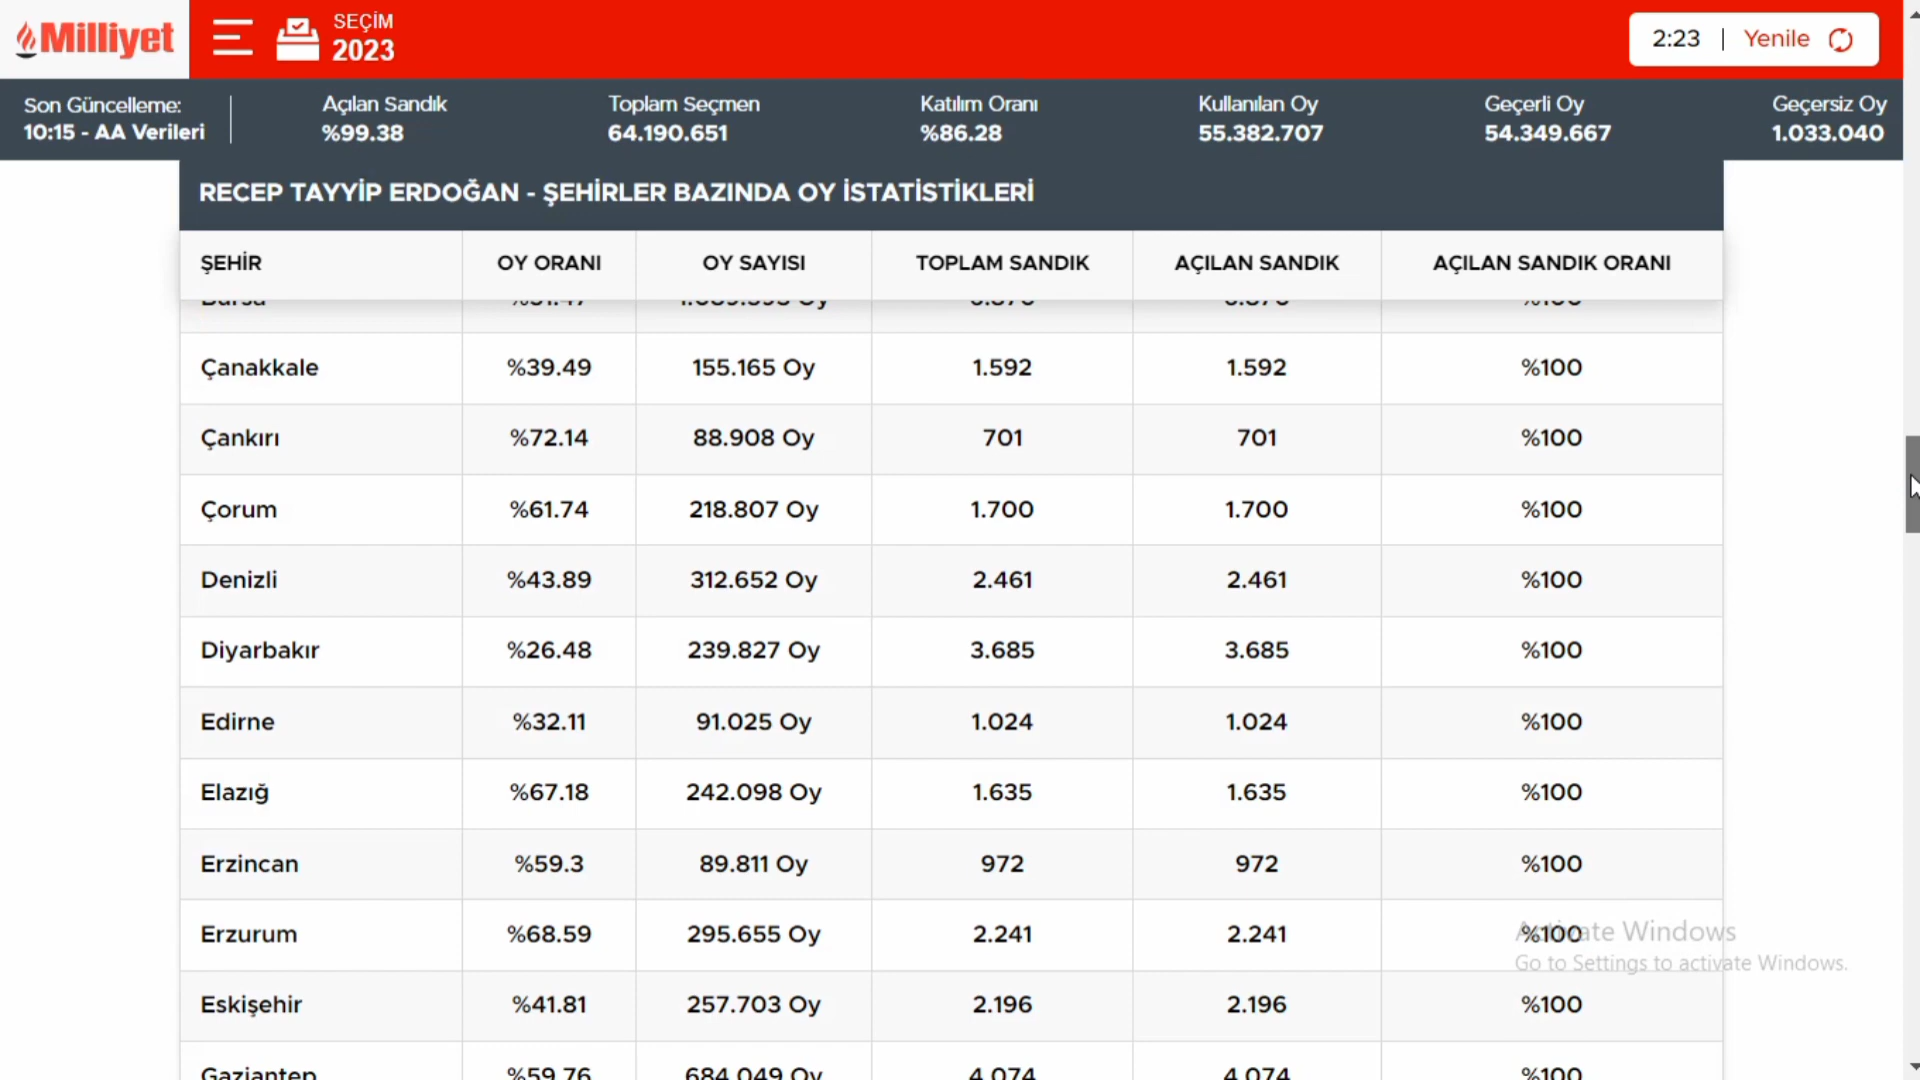 Milliyet
SEÇİM
2023
2:23 | Yenile
Son Güncelleme:
10:15 - AA Verileri
Açılan Sandık
%99.38
Toplam Seçmen
64.190.651
Katılım Oranı
%86.28
Kullanılan Oy
55.382.707
Geçerli Oy
54.349.667
Geçersiz Oy
1.033.040
RECEP TAYYİP ERDOĞAN - ŞEHİRLER BAZINDA OY İSTATİSTİKLERİ
ŞEHİR OY ORANI OY SAYISI TOPLAM SANDIK AÇILAN SANDIK AÇILAN SANDIK ORANI
Bursa %100
Çanakkale %39.49 155.165 Oy 1.592 1.592 %100
Çankırı %72.14 88.908 Oy 701 701 %100
Çorum %61.74 218.807 Oy 1.700 1.700 %100
Denizli %43.89 312.652 Oy 2.461 2.461 %100
Diyarbakır %26.48 239.827 Oy 3.685 3.685 %100
Edirne %32.11 91.025 Oy 1.024 1.024 %100
Elazığ %67.18 242.098 Oy 1.635 1.635 %100
Erzincan %59.3 89.811 Oy 972 972 %100
Erzurum %68.59 295.655 Oy 2.241 2.241 %100
Eskişehir %41.81 257.703 Oy 2.196 2.196 %100
Gaziantep %59.76 684.049 Oy 4.074 4.074 %100
Activate Windows
Go to Settings to activate Windows.